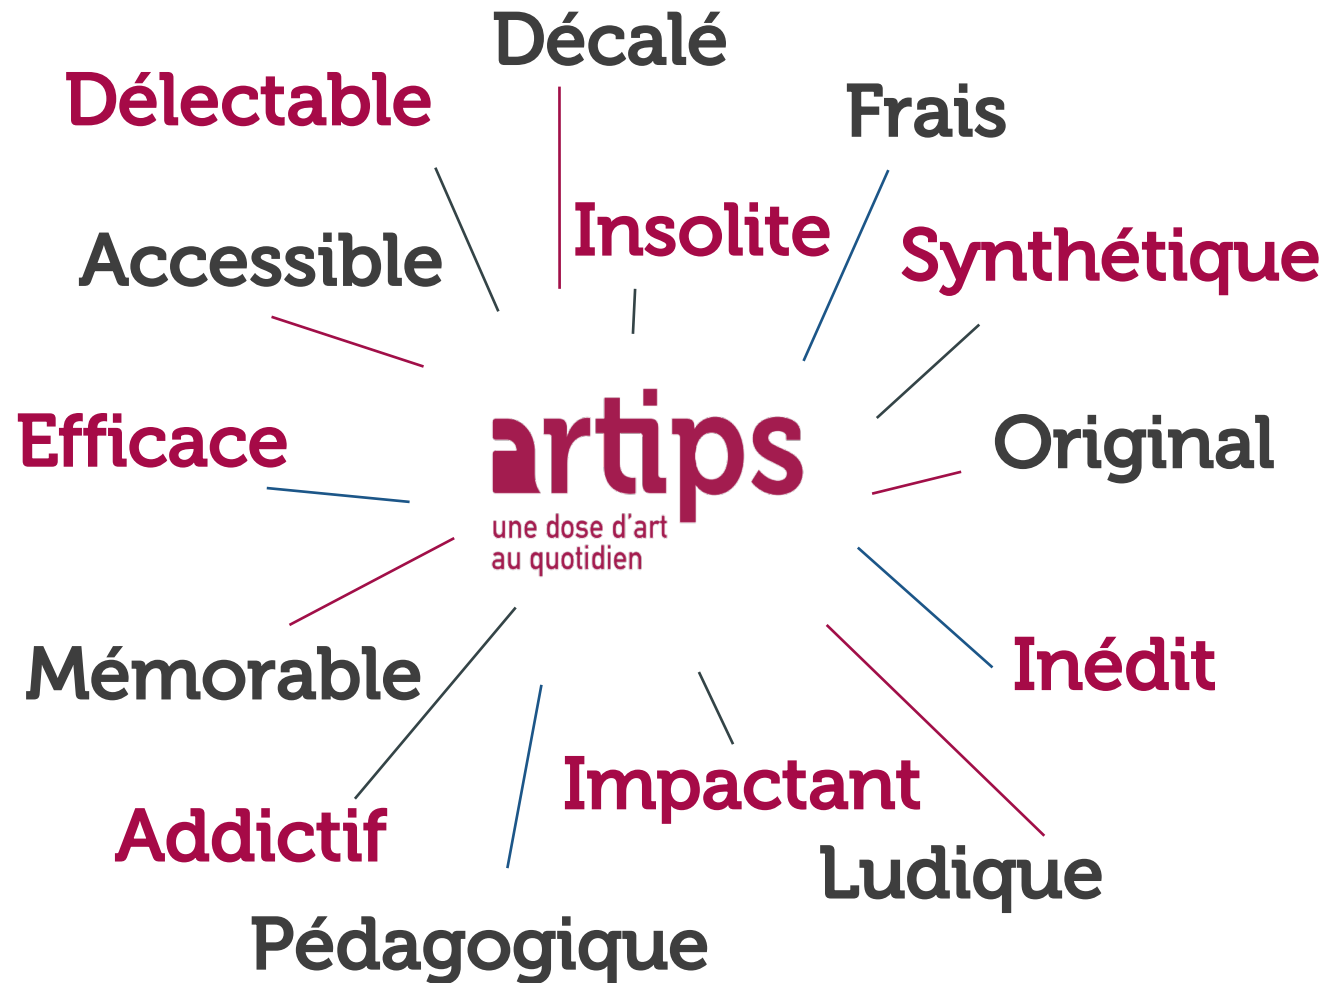 Décalé
Délectable
Frais
Insolite
Synthétique
Accessible
Efficace
artips
une dose d'art
au quotidien
Original
Mémorable
Inédit
Impactant
Addictif
Ludique
Pédagogique